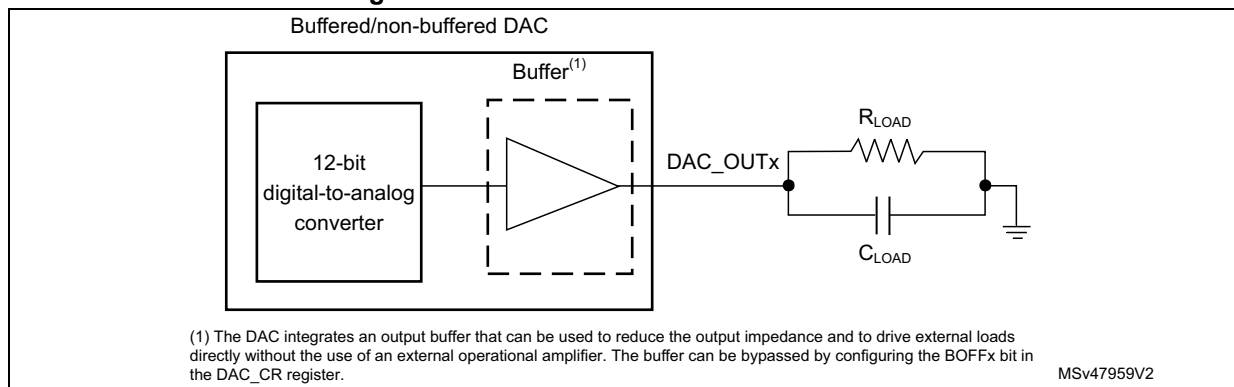 Buffered/non-buffered DAC
Buffer(1)
12-bit
digital-to-analog
converter
DAC_OUTx
RLOAD
CLOAD
(1) The DAC integrates an output buffer that can be used to reduce the output impedance and to drive external loads
directly without the use of an external operational amplifier. The buffer can be bypassed by configuring the BOFFx bit in
the DAC_CR register.
MSv47959V2